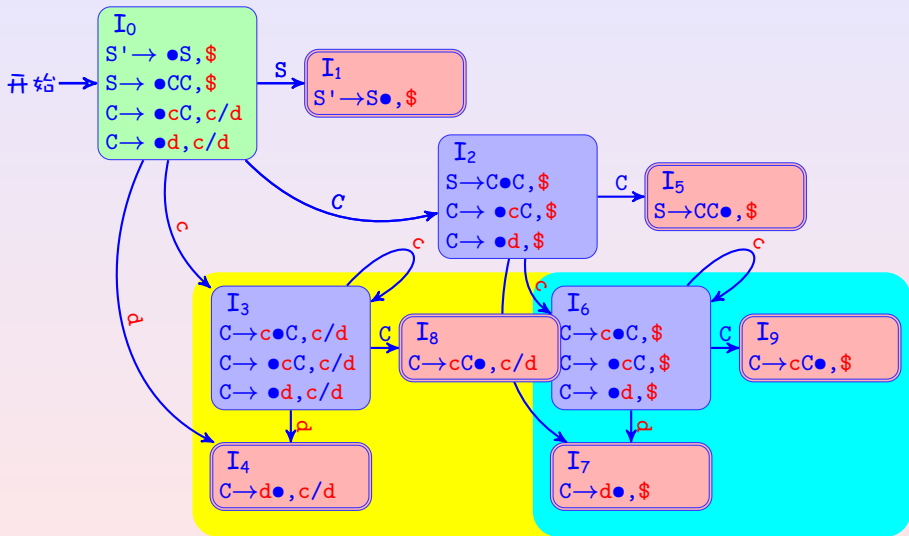 I₀
S'→ ●S,$
S→ ●CC,$
C→ ●cC,c/d
C→ ●d,c/d
开始
S
I₁
S'→S●,$
I₂
S→C●C,$
C→ ●cC,$
C→ ●d,$
C
C
I₅
S→CC●,$
c
c
c
c
d
I₃
C→c●C,c/d
C→ ●cC,c/d
C→ ●d,c/d
C
I₈
C→cC●,c/d
I₆
C→c●C,$
C→ ●cC,$
C→ ●d,$
C
I₉
C→cC●,$
d
d
I₄
C→d●,c/d
I₇
C→d●,$